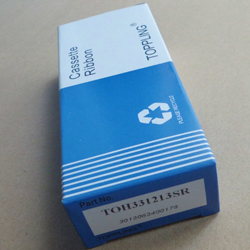 Cassette
Ribbon
TOPPLING®
PLEASE RECYCLE
Part No.
TOH331213SR